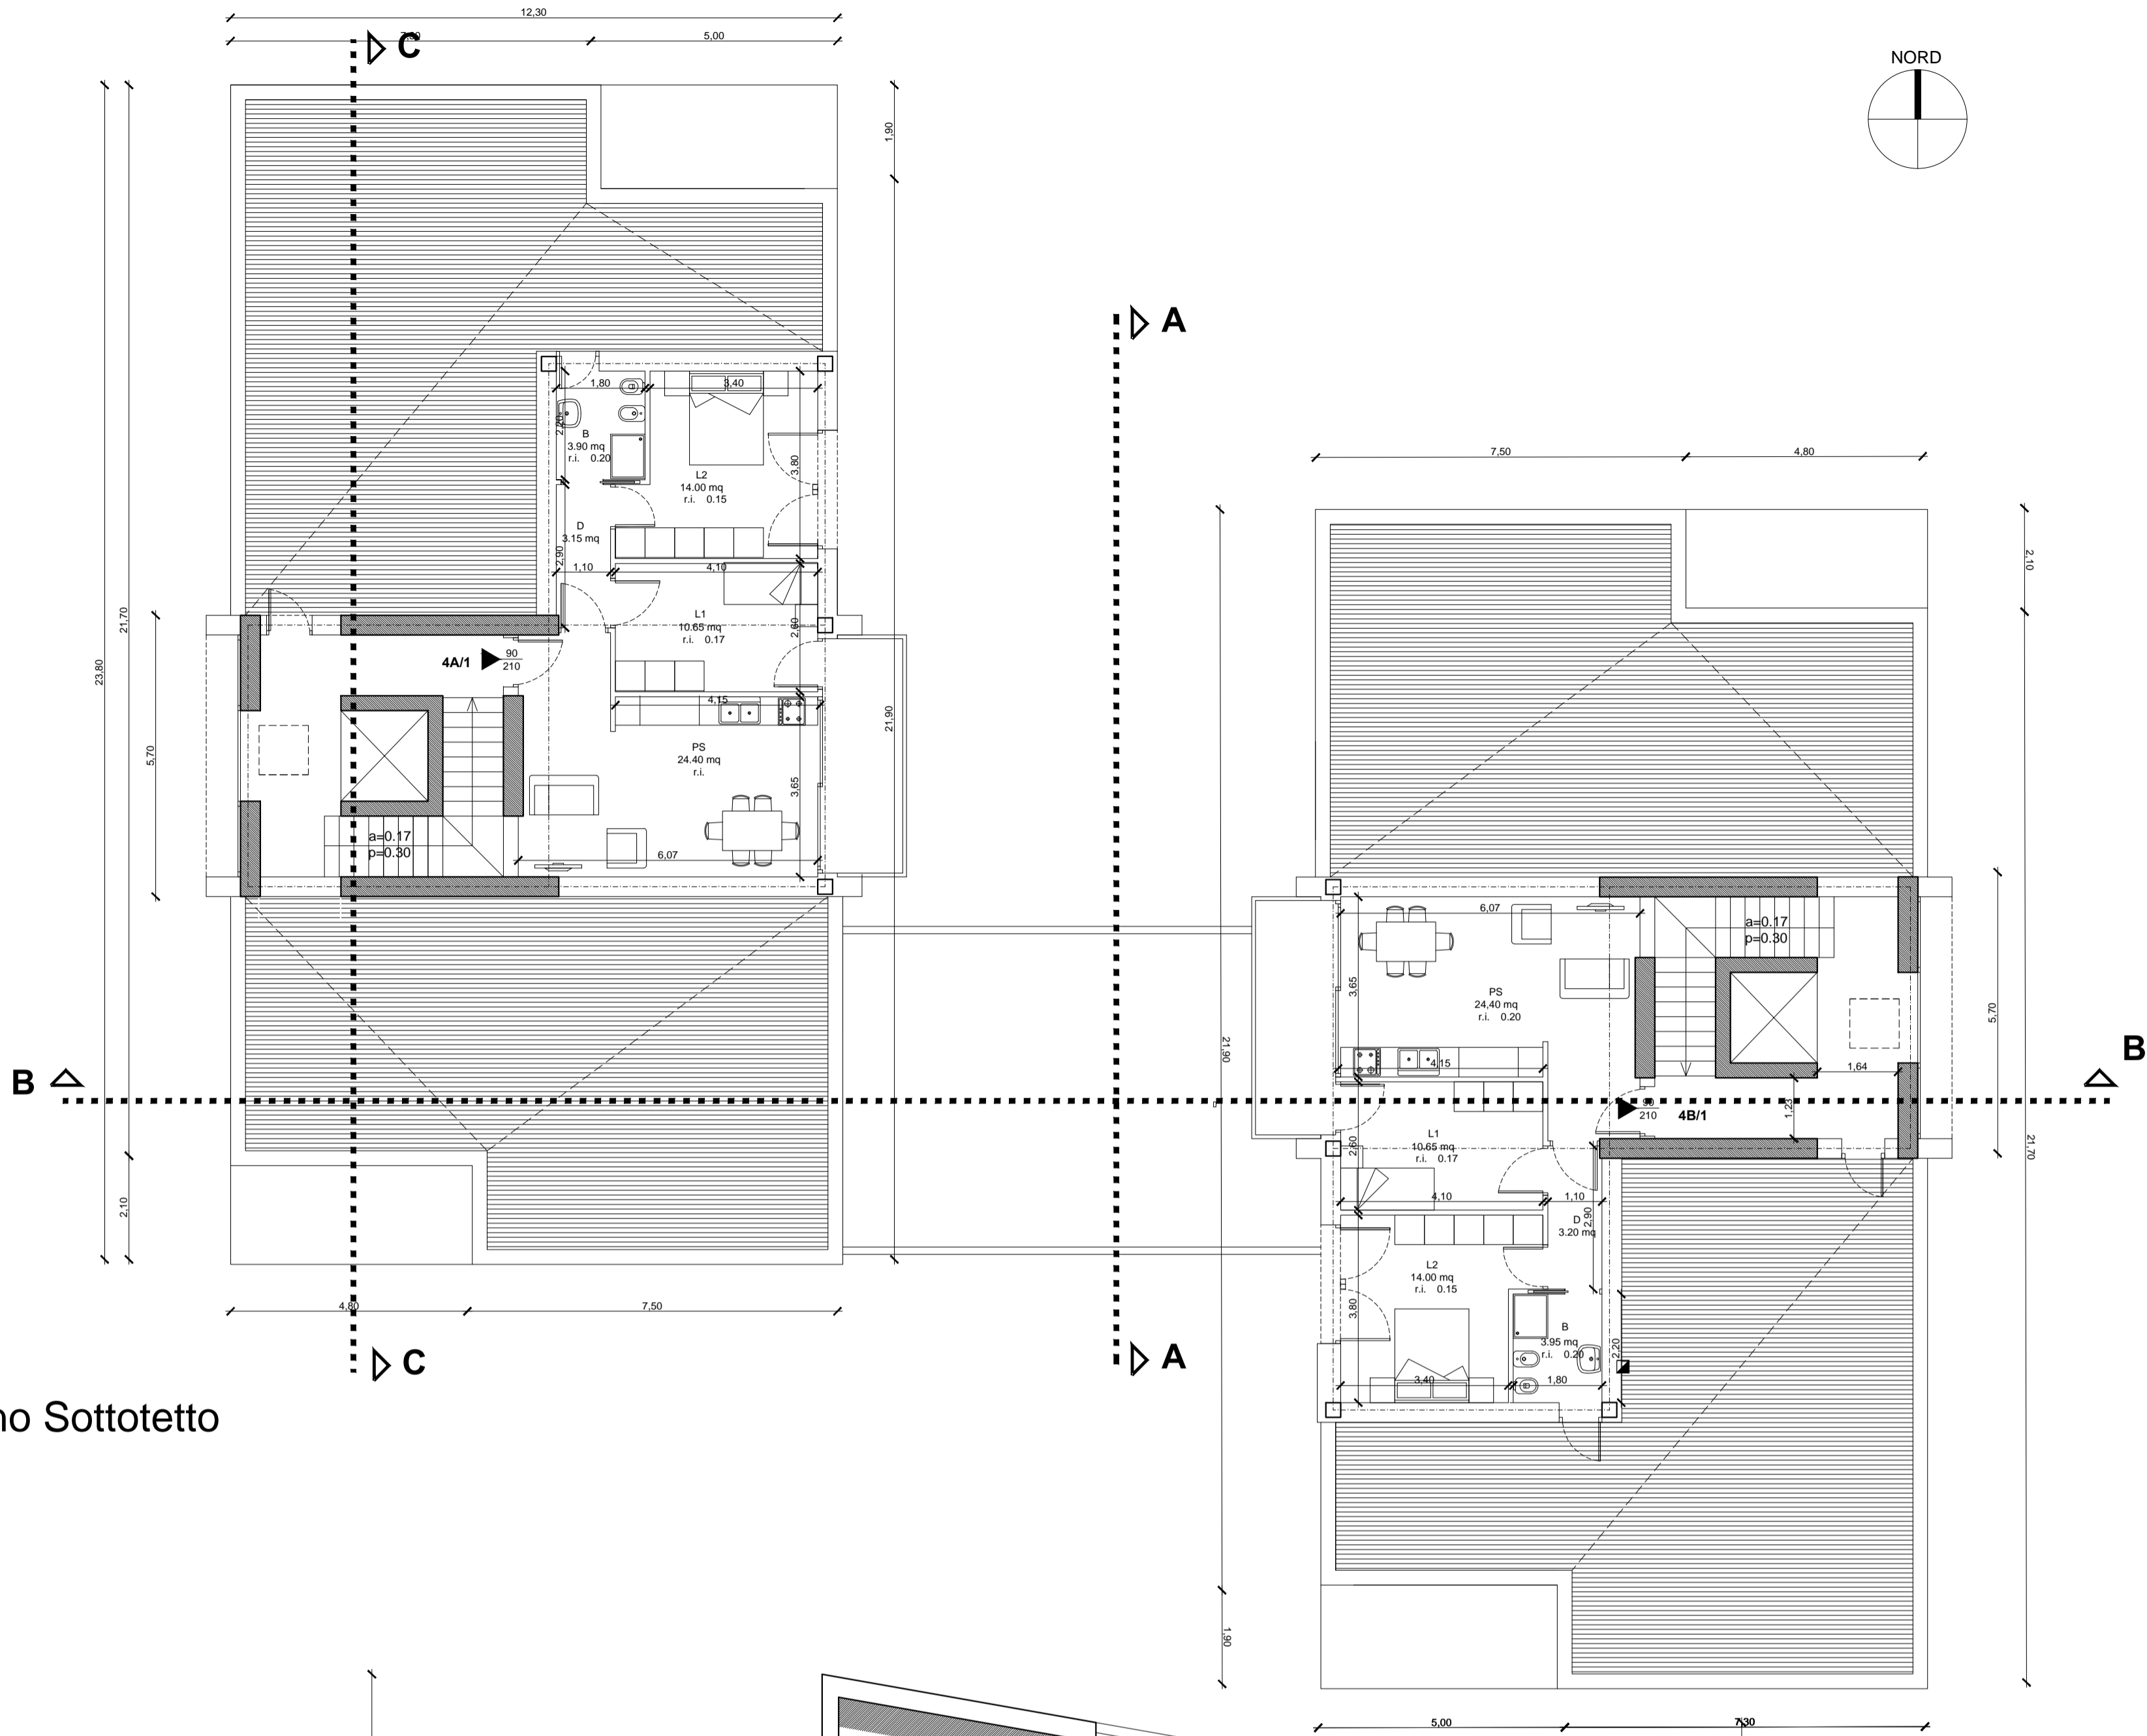 12,30
7,30
5,00
C
NORD
1,90
A
1,80
3,40
2,20
B
3.90 mq
r.i. 0.20
L2
14.00 mq
r.i. 0.15
3,80
D
3.15 mq
2,90
1,10
4,10
L1
10.65 mq
r.i. 0.17
2,60
4A/1
90
210
4,15
PS
24.40 mq
r.i.
3,65
6,07
a=0.17
p=0.30
23,80
21,70
5,70
21,90
2,10
B
4,80
7,50
C
A
no Sottotetto
7,50
4,80
2,10
6,07
a=0.17
p=0.30
3,65
PS
24,40 mq
r.i. 0.20
5,70
21,90
4,15
1,64
B
90
210
4B/1
1,23
L1
10.65 mq
r.i. 0.17
2,60
21,70
4,10
1,10
D
3.20 mq
2,90
L2
14.00 mq
r.i. 0.15
3,80
B
3.95 mq
r.i. 0.20
2,20
3,40
1,80
1,90
5,00
7,30